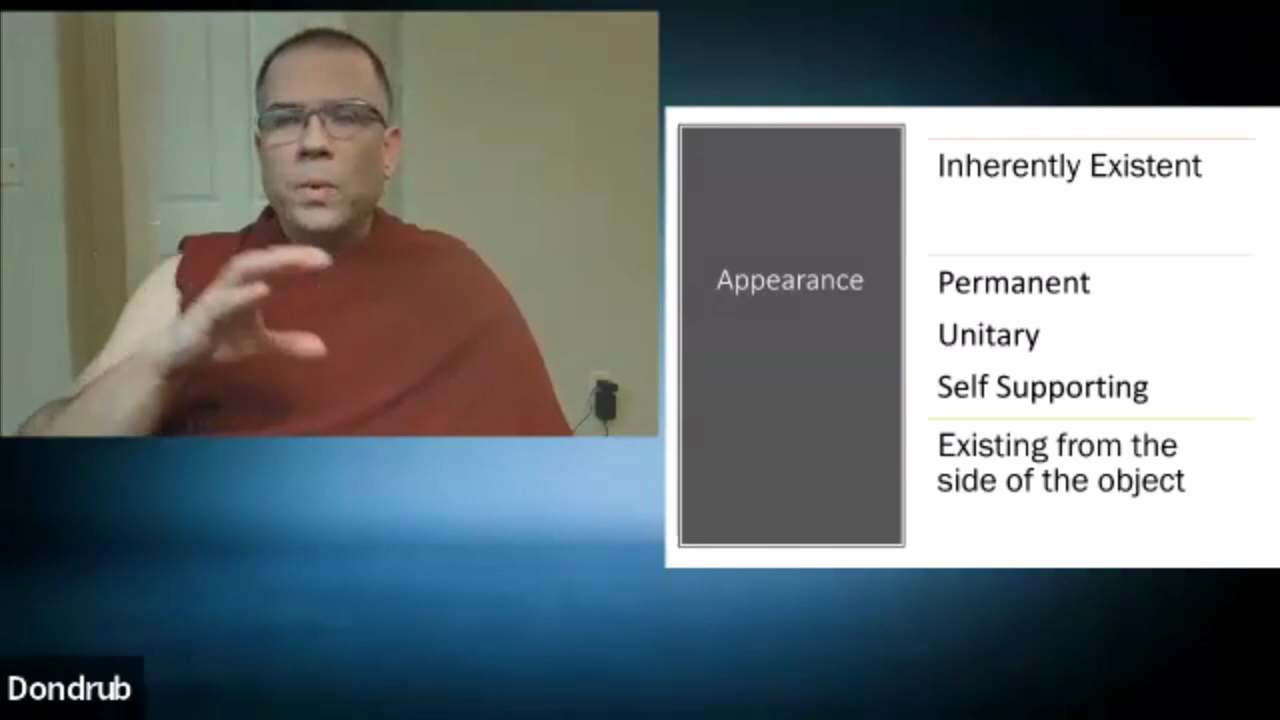 Appearance
Inherently Existent
Permanent
Unitary
Self Supporting
Existing from the
side of the object
Dondrub